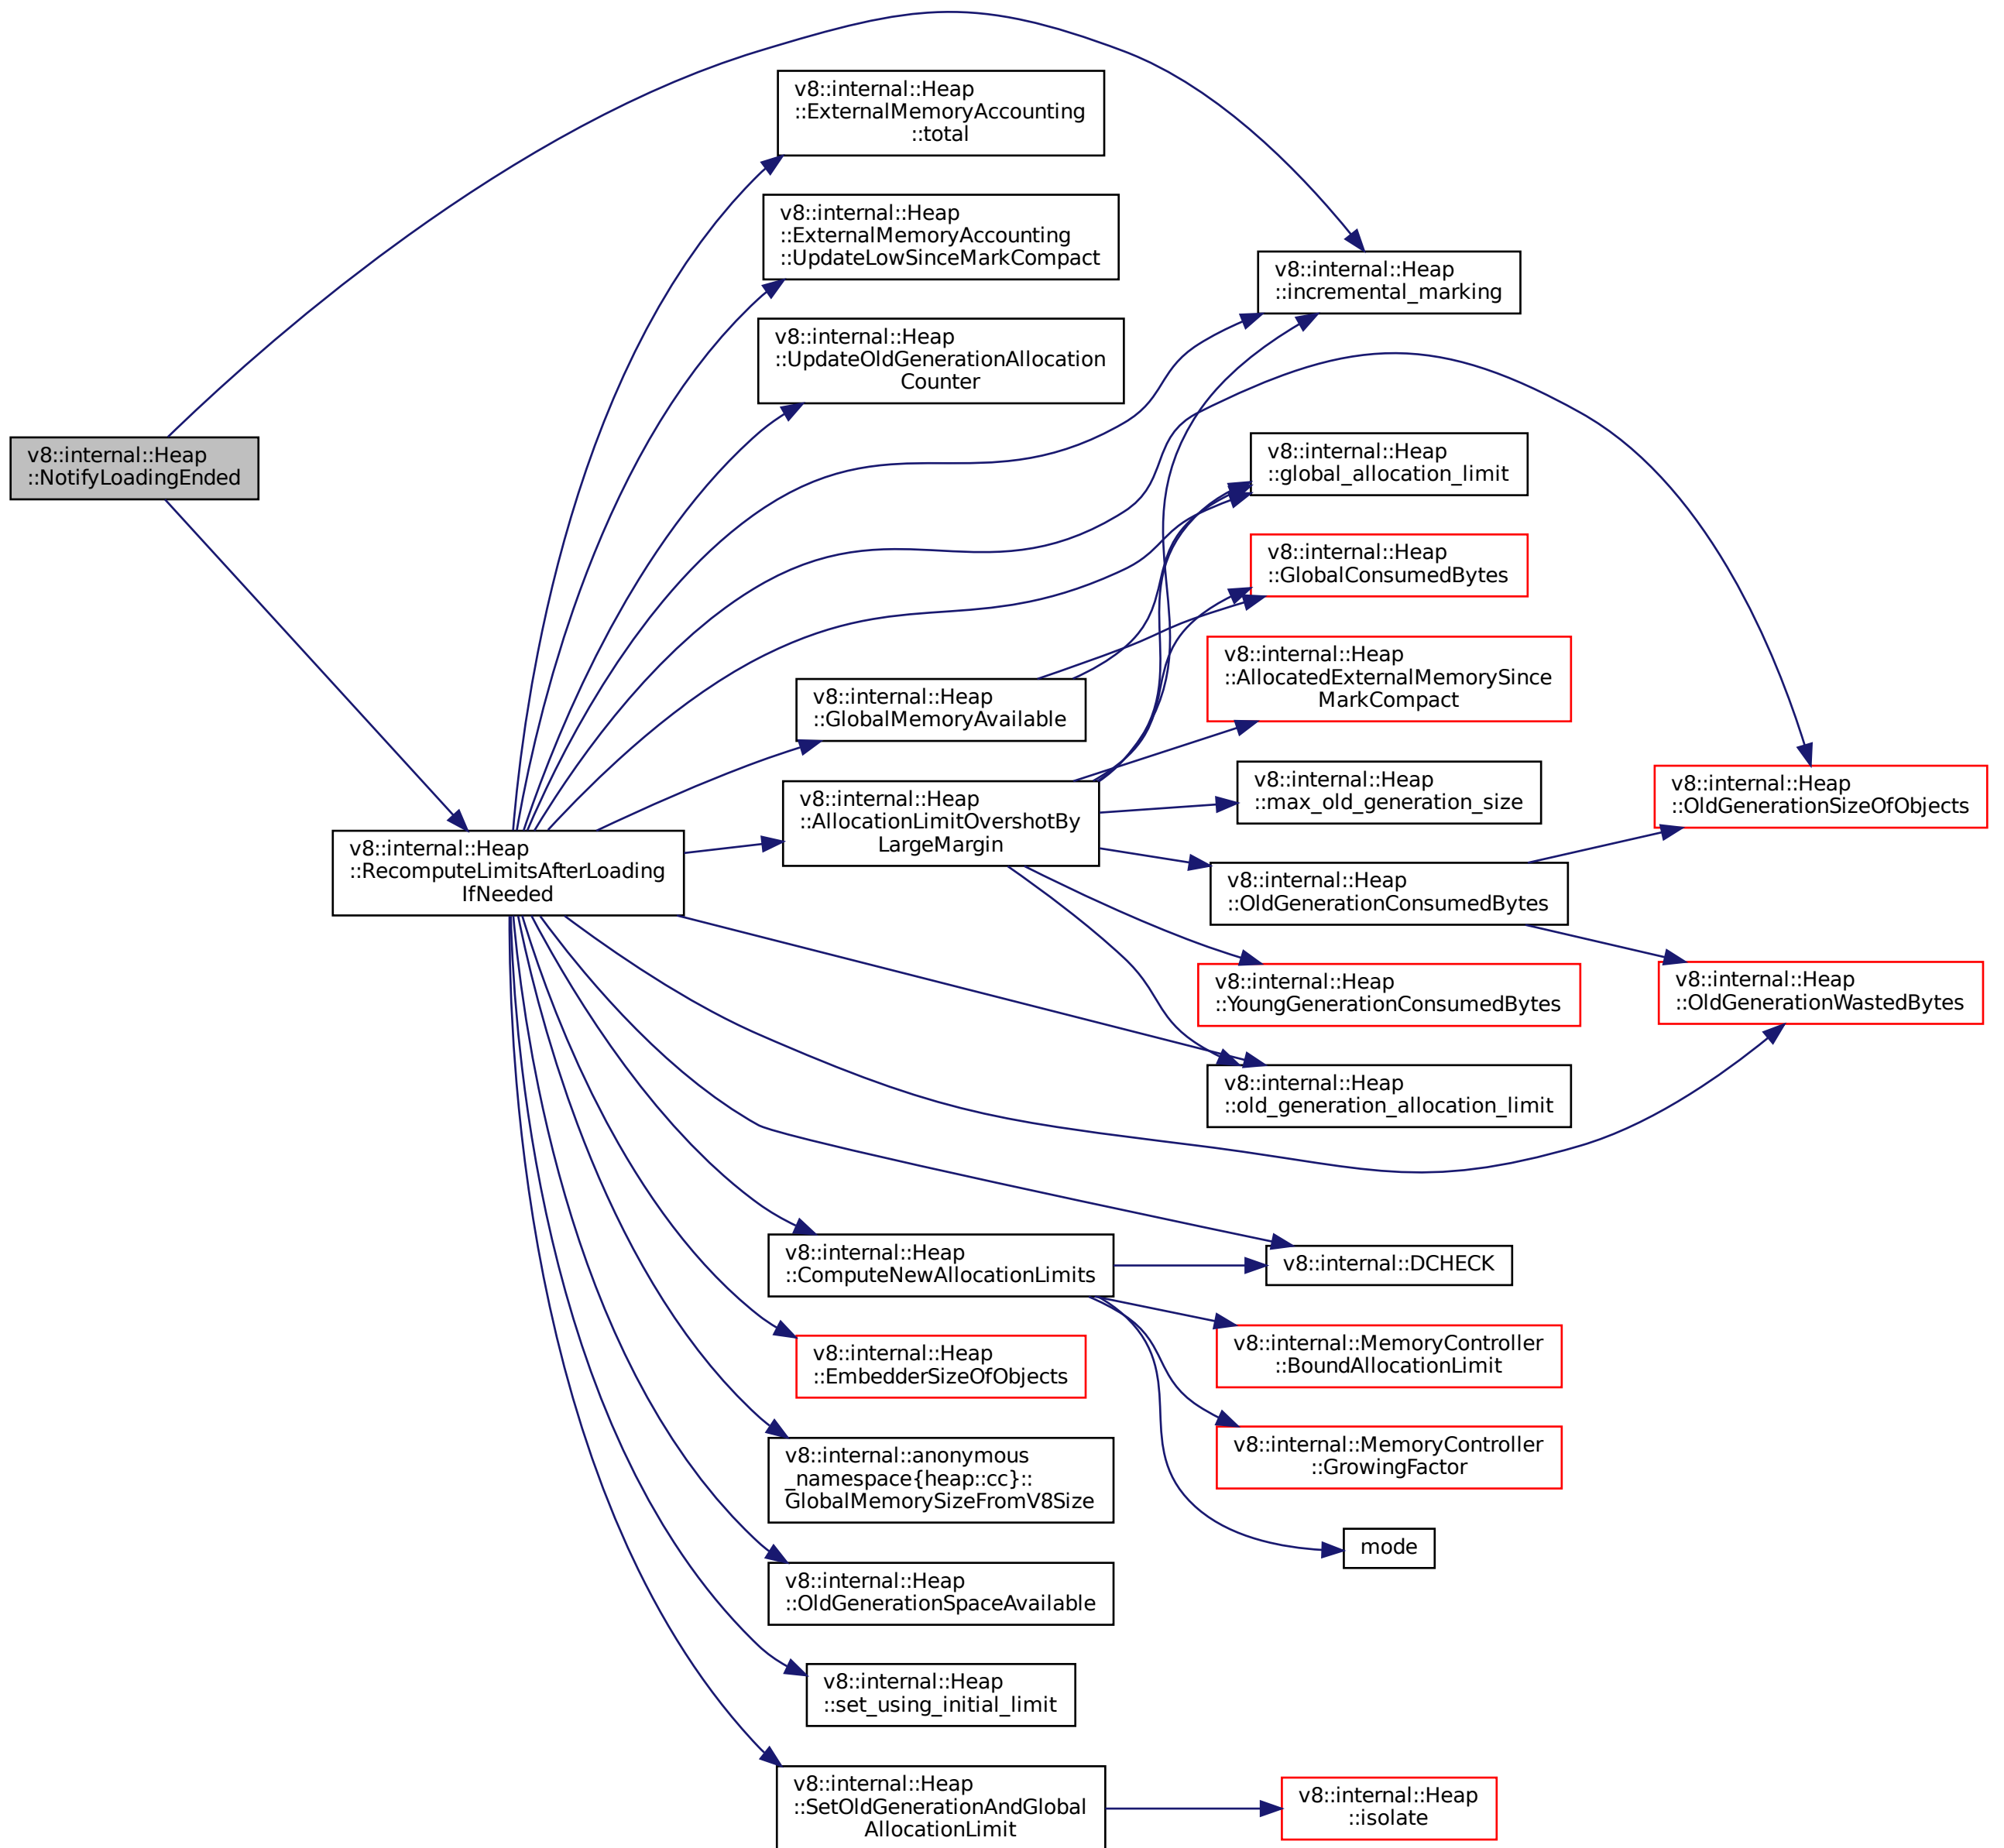 v8::internal::Heap
::NotifyLoadingEnded
v8::internal::Heap
::RecomputeLimitsAfterLoading
IfNeeded
v8::internal::Heap
::ExternalMemoryAccounting
::total
v8::internal::Heap
::ExternalMemoryAccounting
::UpdateLowSinceMarkCompact
v8::internal::Heap
::UpdateOldGenerationAllocation
Counter
v8::internal::Heap
::GlobalMemoryAvailable
v8::internal::Heap
::AllocationLimitOvershotBy
LargeMargin
v8::internal::Heap
::ComputeNewAllocationLimits
v8::internal::Heap
::EmbedderSizeOfObjects
v8::internal::anonymous
_namespace{heap::cc}::
GlobalMemorySizeFromV8Size
v8::internal::Heap
::OldGenerationSpaceAvailable
v8::internal::Heap
::set_using_initial_limit
v8::internal::Heap
::SetOldGenerationAndGlobal
AllocationLimit
v8::internal::Heap
::incremental_marking
v8::internal::Heap
::global_allocation_limit
v8::internal::Heap
::GlobalConsumedBytes
v8::internal::Heap
::AllocatedExternalMemorySince
MarkCompact
v8::internal::Heap
::max_old_generation_size
v8::internal::Heap
::OldGenerationConsumedBytes
v8::internal::Heap
::YoungGenerationConsumedBytes
v8::internal::Heap
::old_generation_allocation_limit
v8::internal::DCHECK
v8::internal::MemoryController
::BoundAllocationLimit
v8::internal::MemoryController
::GrowingFactor
mode
v8::internal::Heap
::isolate
v8::internal::Heap
::OldGenerationSizeOfObjects
v8::internal::Heap
::OldGenerationWastedBytes